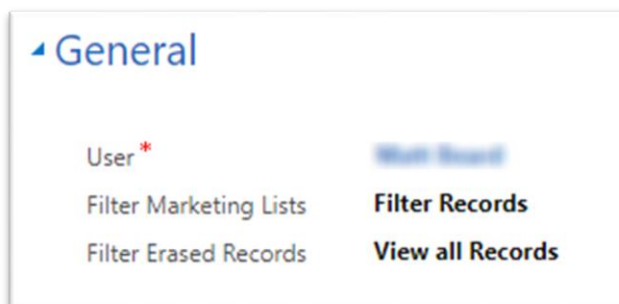 General
User *
Filter Marketing Lists Filter Records
Filter Erased Records View all Records